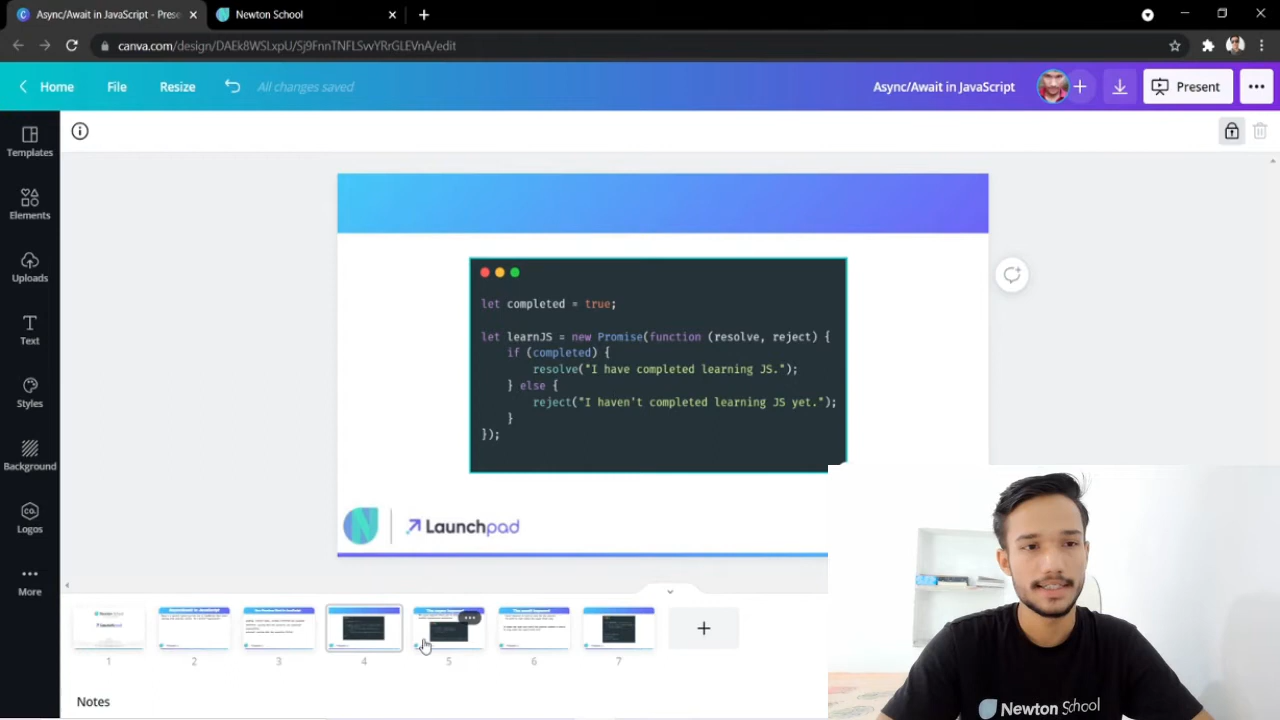 Async/Await in JavaScript - Prese
Newton School
canva.com/design/DAEk8WSLxpU/Sj9FnnTNFLSvvYRrGLEVnA/edit
Home
File
Resize
All changes saved
Async/Await in JavaScript
Present
Templates
Elements
Uploads
Text
Styles
Background
CO.
Logos
More
let completed = true;
let learnJS = new Promise(function (resolve, reject) {
if (completed) {
resolve("I have completed learning JS.");
} else {
reject("I haven't completed learning JS yet.");
}
});
Launchpad
1
2
3
4
5
6
7
Notes
Newton School